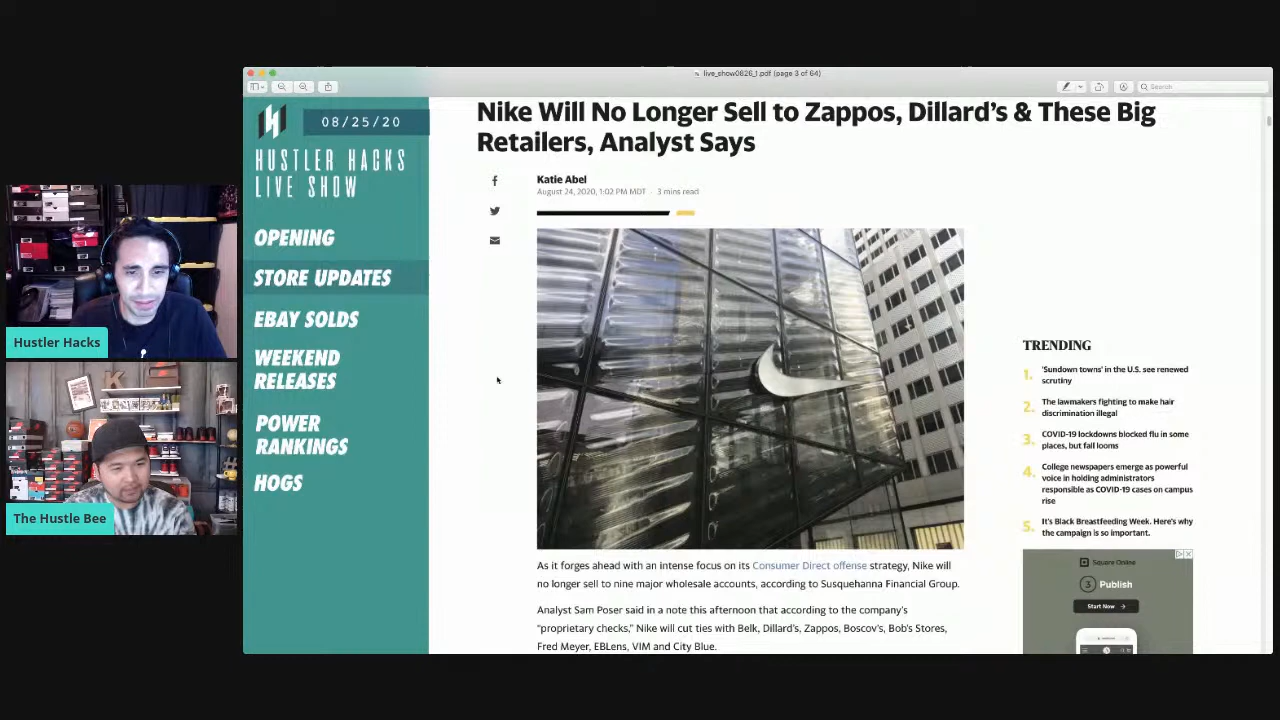 live_show0826_1.pdf (page 3 of 64)
Search
08/25/20
HUSTLER HACKS
LIVE SHOW
OPENING
STORE UPDATES
EBAY SOLDS
WEEKEND
RELEASES
POWER
RANKINGS
HOGS
Hustler Hacks
The Hustle Bee
Nike Will No Longer Sell to Zappos, Dillard's & These Big
Retailers, Analyst Says
Katie Abel
August 24, 2020, 1:02 PM MDT · 3 mins read
As it forges ahead with an intense focus on its Consumer Direct offense strategy, Nike will
no longer sell to nine major wholesale accounts, according to Susquehanna Financial Group.
Analyst Sam Poser said in a note this afternoon that according to the company's
"proprietary checks," Nike will cut ties with Belk, Dillard's, Zappos, Boscov's, Bob's Stores,
Fred Meyer, EBLens, VIM and City Blue.
TRENDING
1. 'Sundown towns' in the U.S. see renewed
scrutiny
2. The lawmakers fighting to make hair
discrimination illegal
3. COVID-19 lockdowns blocked flu in some
places, but fall looms
4. College newspapers emerge as powerful
voice in holding administrators
responsible as COVID-19 cases on campus
rise
5. It's Black Breastfeeding Week. Here's why
the campaign is so important.
Square Online
3 Publish
Start Now →